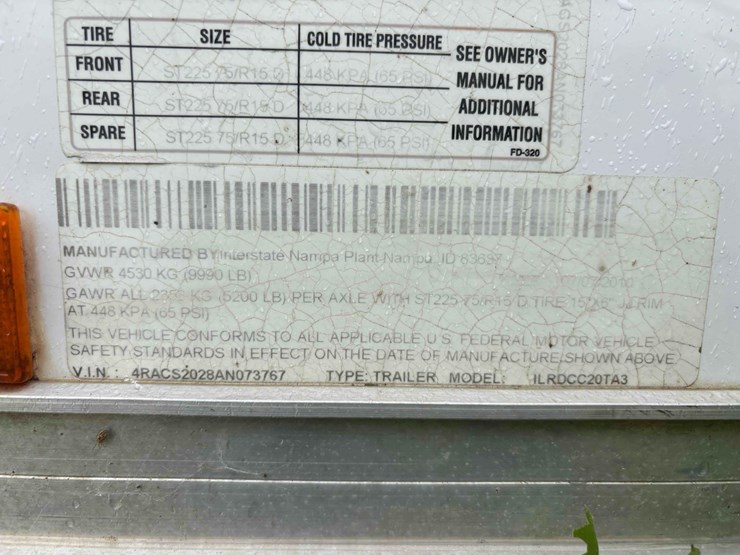 TIRE SIZE COLD TIRE PRESSURE SEE OWNER'S MANUAL FOR ADDITIONAL INFORMATION
FRONT ST225 75/R15 D 448 KPA (65 PSI)
REAR ST225 75/R15 D 448 KPA (65 PSI)
SPARE ST225 75/R15 D 448 KPA (65 PSI)
FD-320
MANUFACTURED BY Interstate Nampa Plant Nampa, ID 83687
GVWR 4530 KG (9990 LB) 2010
GAWR ALL KG (5200 LB) PER AXLE WITH ST225 75/R15 D TIRE RIM
AT 448 KPA (65 PSI)
THIS VEHICLE CONFORMS TO ALL APPLICABLE U S FEDERAL MOTOR VEHICLE
SAFETY STANDARDS IN EFFECT ON THE DATE OF MANUFACTURE SHOWN ABOVE
V.I.N.: 4RACS2028AN073767 TYPE: TRAILER MODEL: ILRDCC20TA3